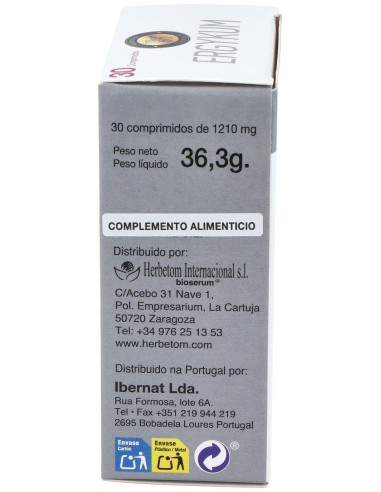 ERGYKUM
30 Comprimidos
30 comprimidos de 1210 mg
Peso neto
Peso líquido 36,3g.
COMPLEMENTO ALIMENTICIO
Distribuido por:
Herbetom Internacional s.l.
bioserum®
C/Acebo 31 Nave 1,
Pol. Empresarium, La Cartuja
50720 Zaragoza
Tel: +34 976 25 13 53
www.herbetom.com
Distribuido na Portugal por:
Ibernat Lda.
Rua Formosa, lote 6A.
Tel • Fax +351 219 944 219
2695 Bobadela Loures Portugal
Envase
Cartón
Envase
Plástico / Metal
®